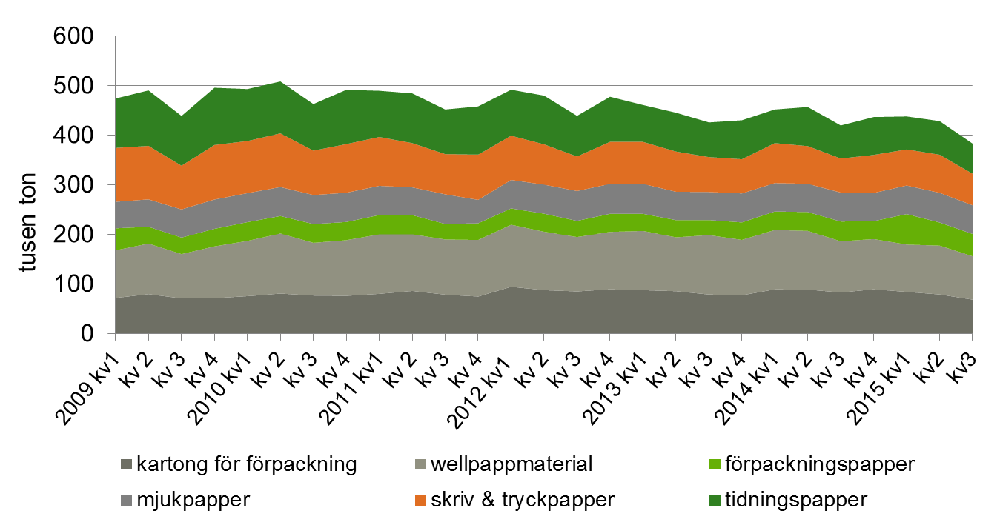 600
500
400
300
200
100
0
tusen ton
2009 kv1
kv 2
kv 3
kv 4
2010 kv1
kv 2
kv 3
kv 4
2011 kv1
kv 2
kv 3
kv 4
2012 kv1
kv 2
kv 3
kv 4
2013 kv1
kv 2
kv 3
kv 4
2014 kv1
kv 2
kv 3
kv 4
2015 kv1
kv2
kv3
kartong för förpackning
wellpappmaterial
förpackningspapper
mjukpapper
skriv & tryckpapper
tidningspapper